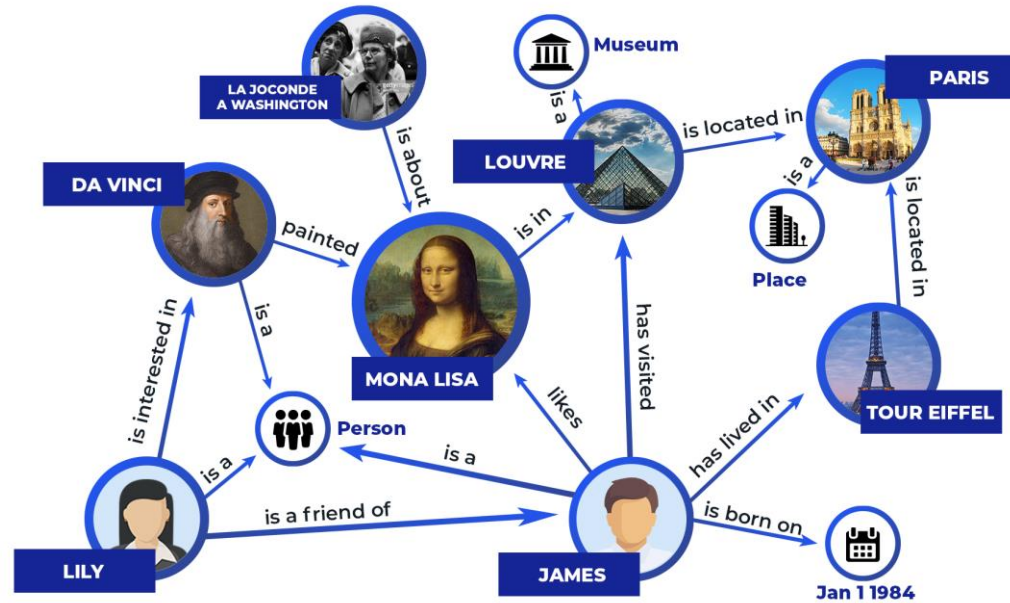 Museum
PARIS
LA JOCONDE
A WASHINGTON
is a
is located in
LOUVRE
is about
is a
DA VINCI
is located in
painted
is in
Place
is a
is interested in
has visited
MONA LISA
likes
TOUR EIFFEL
Person
has lived in
is a
is a
is a friend of
is born on
LILY
JAMES
Jan 1 1984